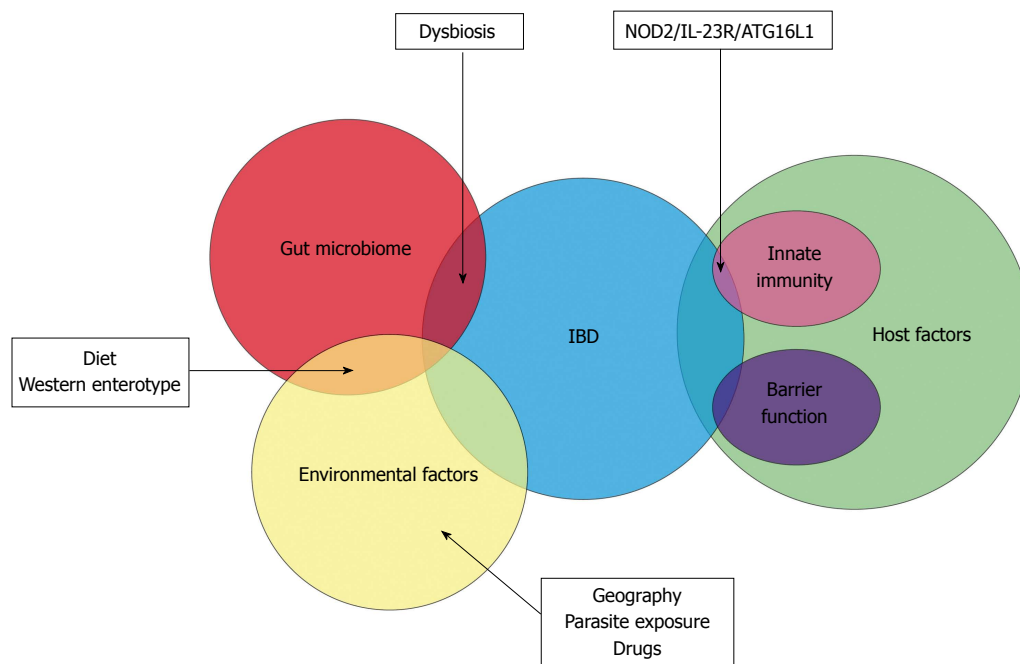 Dysbiosis
NOD2/IL-23R/ATG16L1
Gut microbiome
Innate
immunity
IBD
Host factors
Diet
Western enterotype
Barrier
function
Environmental factors
Geography
Parasite exposure
Drugs